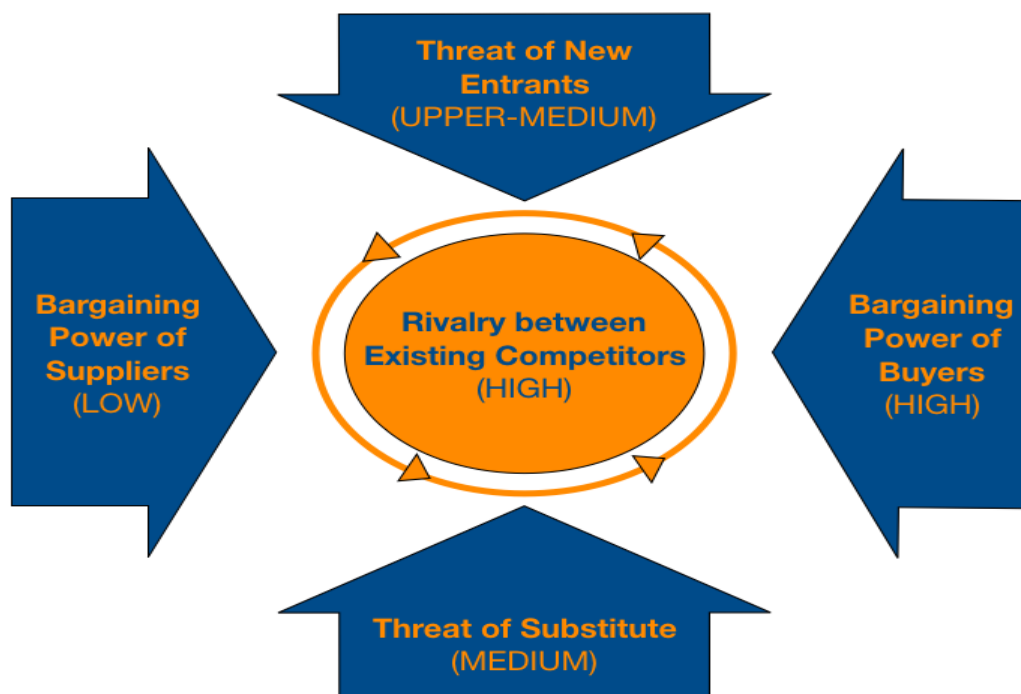 Threat of New
Entrants
(UPPER-MEDIUM)
Bargaining
Power of
Suppliers
(LOW)
Rivalry between
Existing Competitors
(HIGH)
Bargaining
Power of
Buyers
(HIGH)
Threat of Substitute
(MEDIUM)